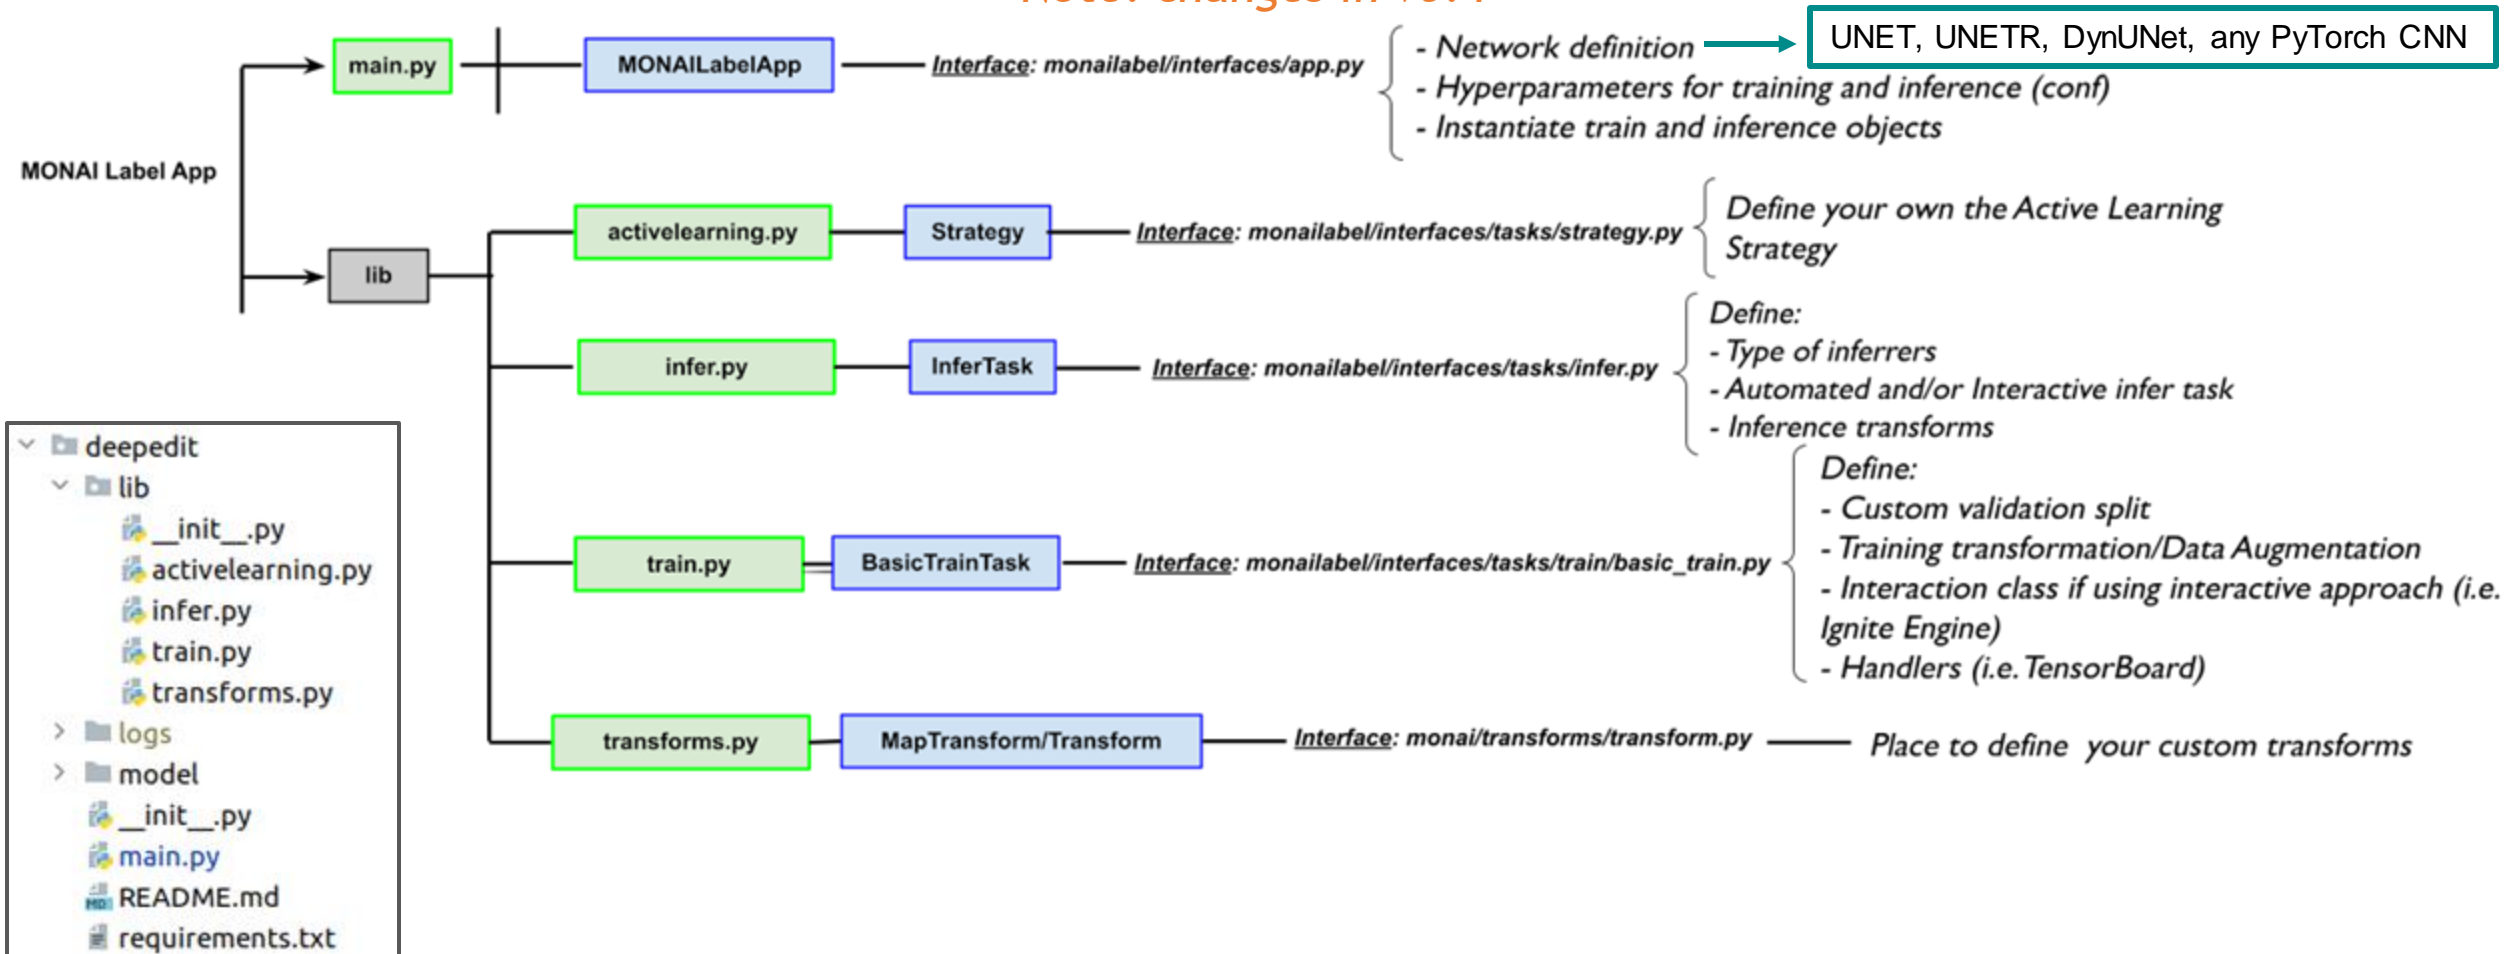 Note: changes in v0.4
UNET, UNETR, DynUNet, any PyTorch CNN
main.py
MONAILabelApp
Interface: monailabel/interfaces/app.py
- Network definition
- Hyperparameters for training and inference (conf)
- Instantiate train and inference objects
MONAI Label App
lib
activelearning.py
Strategy
Interface: monailabel/interfaces/tasks/strategy.py
Define your own the Active Learning
Strategy
infer.py
InferTask
Interface: monailabel/interfaces/tasks/infer.py
Define:
- Type of inferrers
- Automated and/or Interactive infer task
- Inference transforms
train.py
BasicTrainTask
Interface: monailabel/interfaces/tasks/train/basic_train.py
Define:
- Custom validation split
- Training transformation/Data Augmentation
- Interaction class if using interactive approach (i.e.
Ignite Engine)
- Handlers (i.e. TensorBoard)
transforms.py
MapTransform/Transform
Interface: monai/transforms/transform.py
Place to define your custom transforms
deepedit
lib
__init__.py
activelearning.py
infer.py
train.py
transforms.py
logs
model
__init__.py
main.py
README.md
requirements.txt